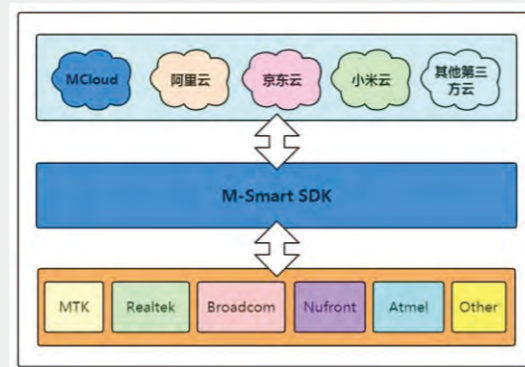 MCloud
阿里云
京东云
小米云
其他第三
方云
M-Smart SDK
MTK
Realtek
Broadcom
Nufront
Atmel
Other